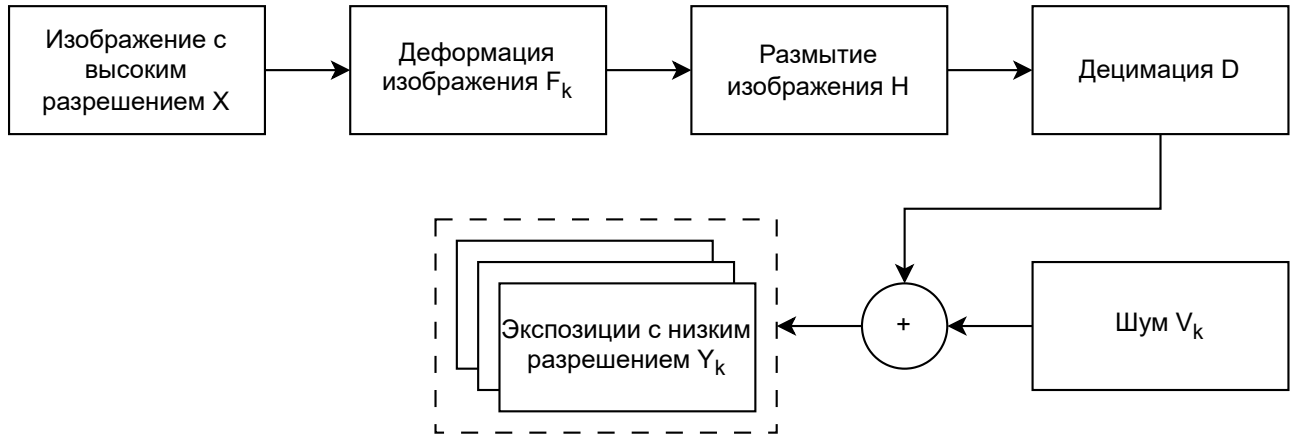 Изображение с
высоким
разрешением X
Деформация
изображения F_k
Размытие
изображения H
Децимация D
Экспозиции с низким
разрешением Y_k
+
Шум V_k